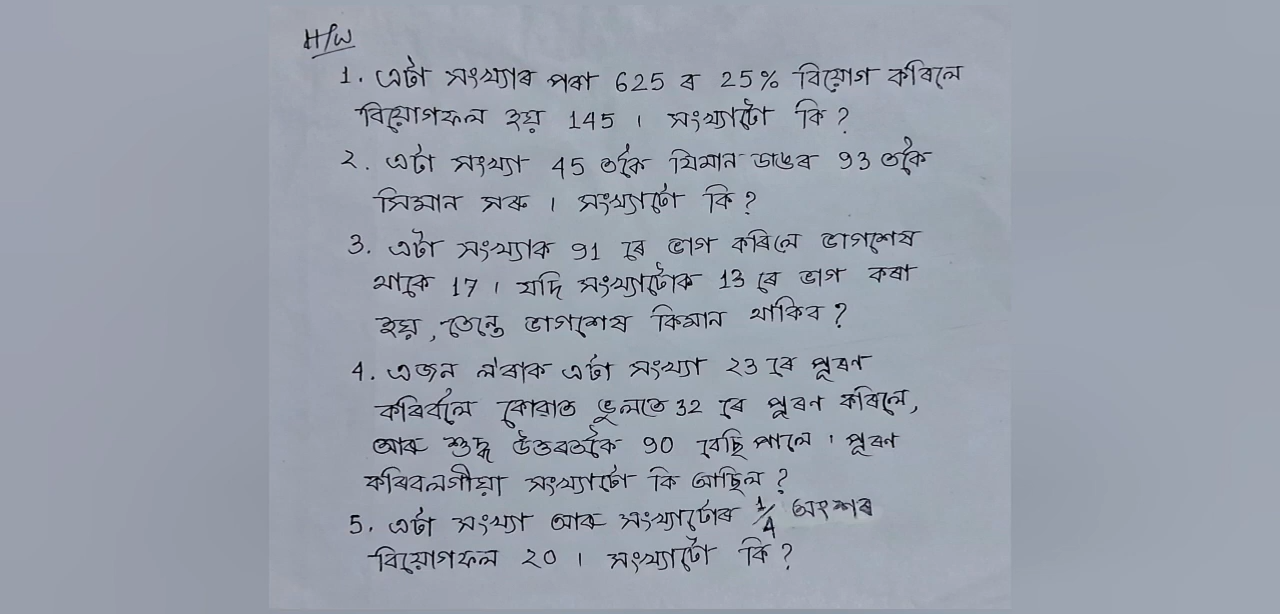 H/W
1. এটা সংখ্যাৰ পৰা 625 ৰ 25% বিয়োগ কৰিলে
বিয়োগফল হয় 145 । সংখ্যাটো কি ?
২. এটা সংখ্যা 45 তকৈ যিমান ডাঙৰ 93 তকৈ
সিমান সৰু । সংখ্যাটো কি ?
3. এটা সংখ্যাক 91 ৰে ভাগ কৰিলে ভাগশেষ
থাকে 17 । যদি সংখ্যাটোক 13 ৰে ভাগ কৰা
হয়, তেন্তে ভাগশেষ কিমান থাকিব ?
4. এজন ল'ৰাক এটা সংখ্যা ২3 ৰে পূৰণ
কৰিবলৈ কোৱাত ভুলতে 32 ৰে পূৰণ কৰিলে,
আৰু শুদ্ধ উত্তৰতকৈ 90 বেছি পালে । পূৰণ
কৰিবলগীয়া সংখ্যাটো কি আছিল ?
5. এটা সংখ্যা আৰু সংখ্যাটোৰ 1/4 অংশৰ
বিয়োগফল ২0 । সংখ্যাটো কি ?